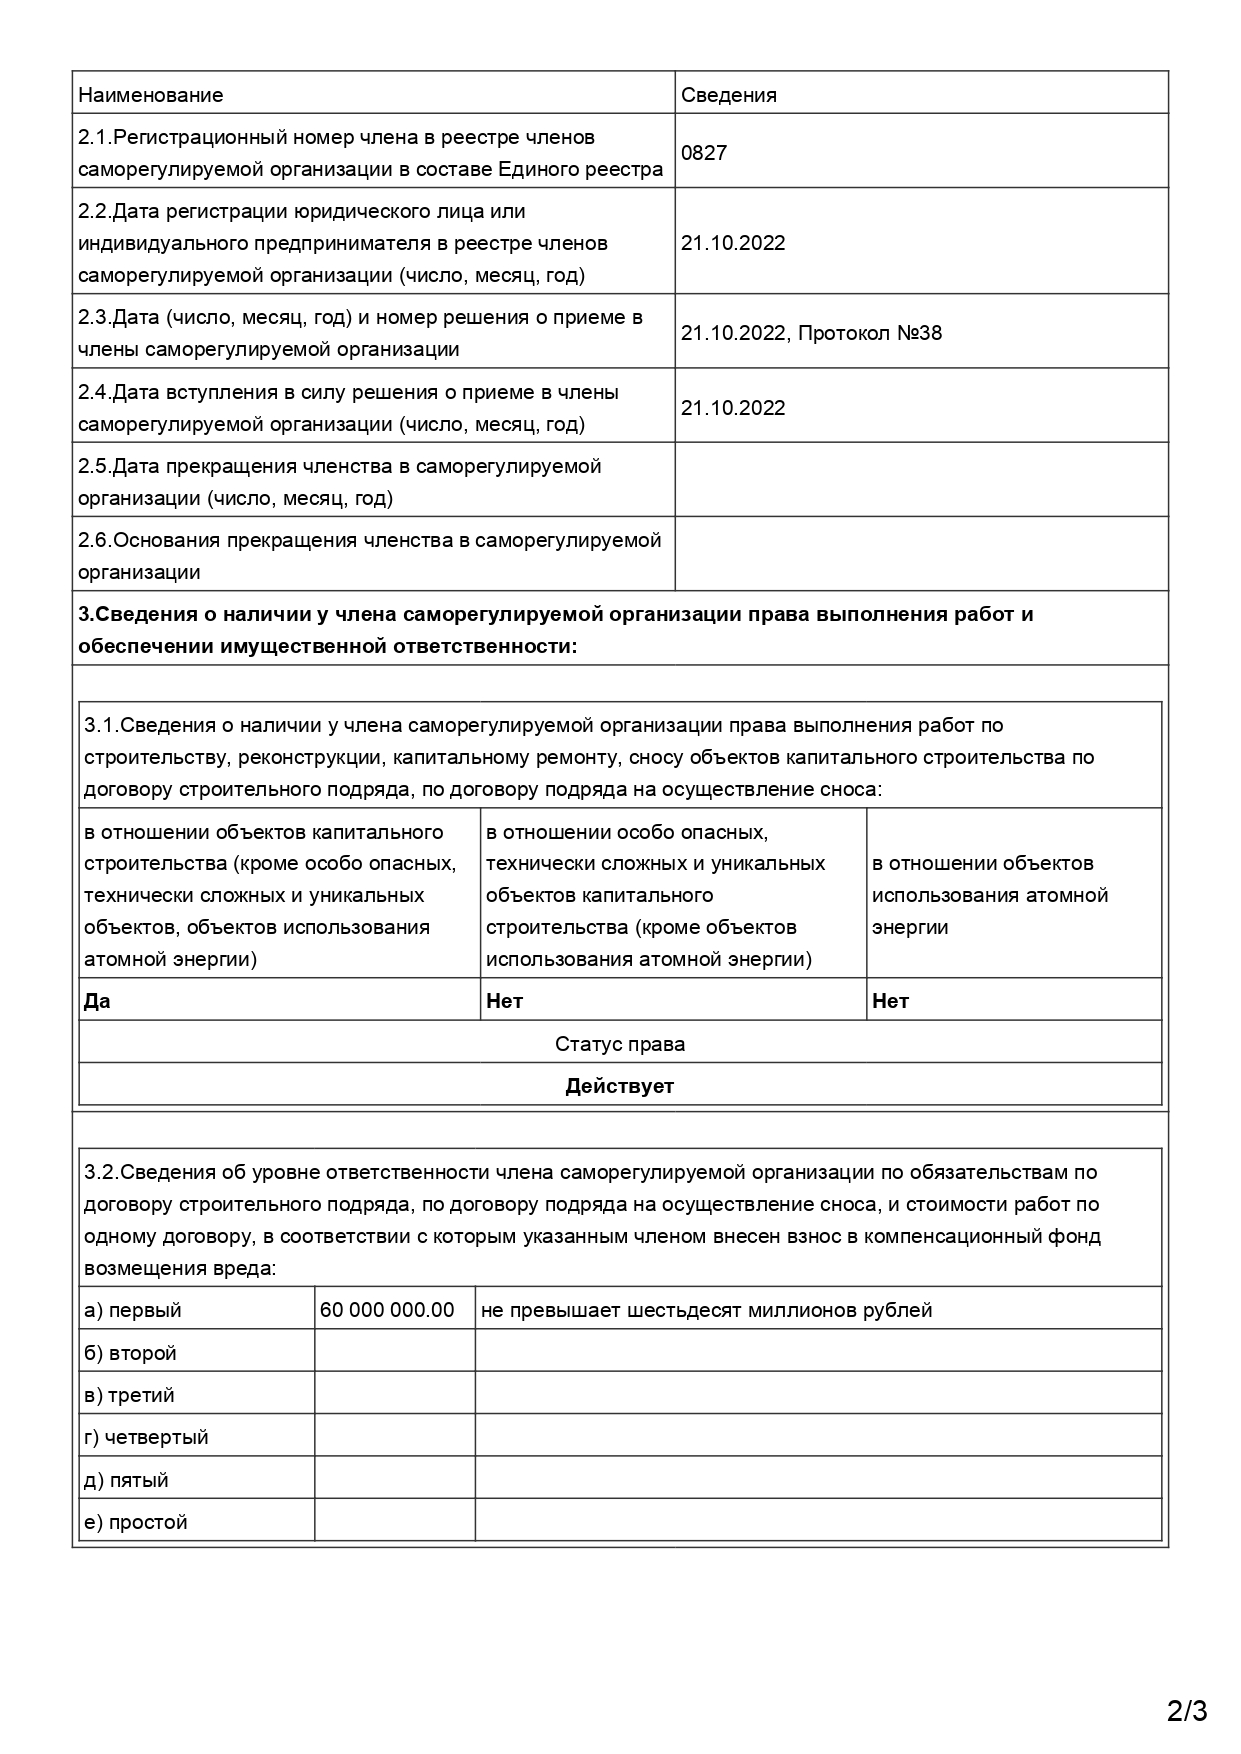 Наименование
Сведения
2.1.Регистрационный номер члена в реестре членов
саморегулируемой организации в составе Единого реестра
0827
2.2.Дата регистрации юридического лица или
индивидуального предпринимателя в реестре членов
саморегулируемой организации (число, месяц, год)
21.10.2022
2.3.Дата (число, месяц, год) и номер решения о приеме в
члены саморегулируемой организации
21.10.2022, Протокол №38
2.4.Дата вступления в силу решения о приеме в члены
саморегулируемой организации (число, месяц, год)
21.10.2022
2.5.Дата прекращения членства в саморегулируемой
организации (число, месяц, год)
2.6.Основания прекращения членства в саморегулируемой
организации
3.Сведения о наличии у члена саморегулируемой организации права выполнения работ и
обеспечении имущественной ответственности:
3.1.Сведения о наличии у члена саморегулируемой организации права выполнения работ по
строительству, реконструкции, капитальному ремонту, сносу объектов капитального строительства по
договору строительного подряда, по договору подряда на осуществление сноса:
в отношении объектов капитального
строительства (кроме особо опасных,
технически сложных и уникальных
объектов, объектов использования
атомной энергии)
в отношении особо опасных,
технически сложных и уникальных
объектов капитального
строительства (кроме объектов
использования атомной энергии)
в отношении объектов
использования атомной
энергии
Да
Нет
Нет
Статус права
Действует
3.2.Сведения об уровне ответственности члена саморегулируемой организации по обязательствам по
договору строительного подряда, по договору подряда на осуществление сноса, и стоимости работ по
одному договору, в соответствии с которым указанным членом внесен взнос в компенсационный фонд
возмещения вреда:
а) первый
60 000 000.00
не превышает шестьдесят миллионов рублей
б) второй
в) третий
г) четвертый
д) пятый
е) простой
2/3